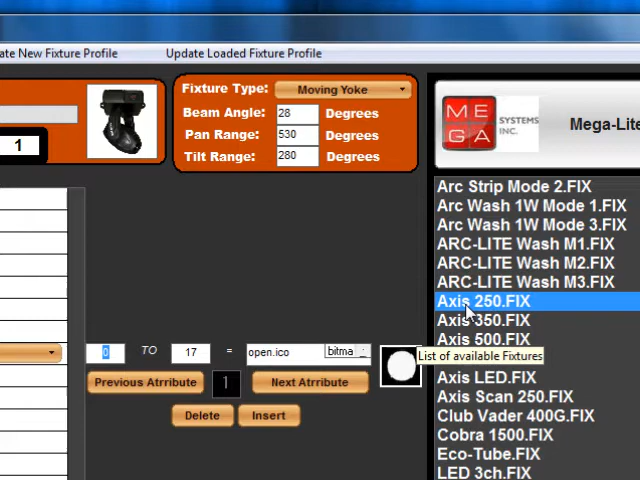 ate New Fixture Profile
Update Loaded Fixture Profile
Fixture Type: Moving Yoke
Beam Angle: 28 Degrees
Pan Range: 530 Degrees
Tilt Range: 280 Degrees
1
MEGA SYSTEMS INC.
Mega-Lite
Arc Strip Mode 2.FIX
Arc Wash 1W Mode 1.FIX
Arc Wash 1W Mode 3.FIX
ARC-LITE Wash M1.FIX
ARC-LITE Wash M2.FIX
ARC-LITE Wash M3.FIX
Axis 250.FIX
Axis 350.FIX
Axis 500.FIX
List of available Fixtures
Axis LED.FIX
Axis Scan 250.FIX
Club Vader 400G.FIX
Cobra 1500.FIX
Eco-Tube.FIX
LED 3ch.FIX
0 TO 17 = open.ico bitma
Previous Atrribute 1 Next Atrribute
Delete Insert